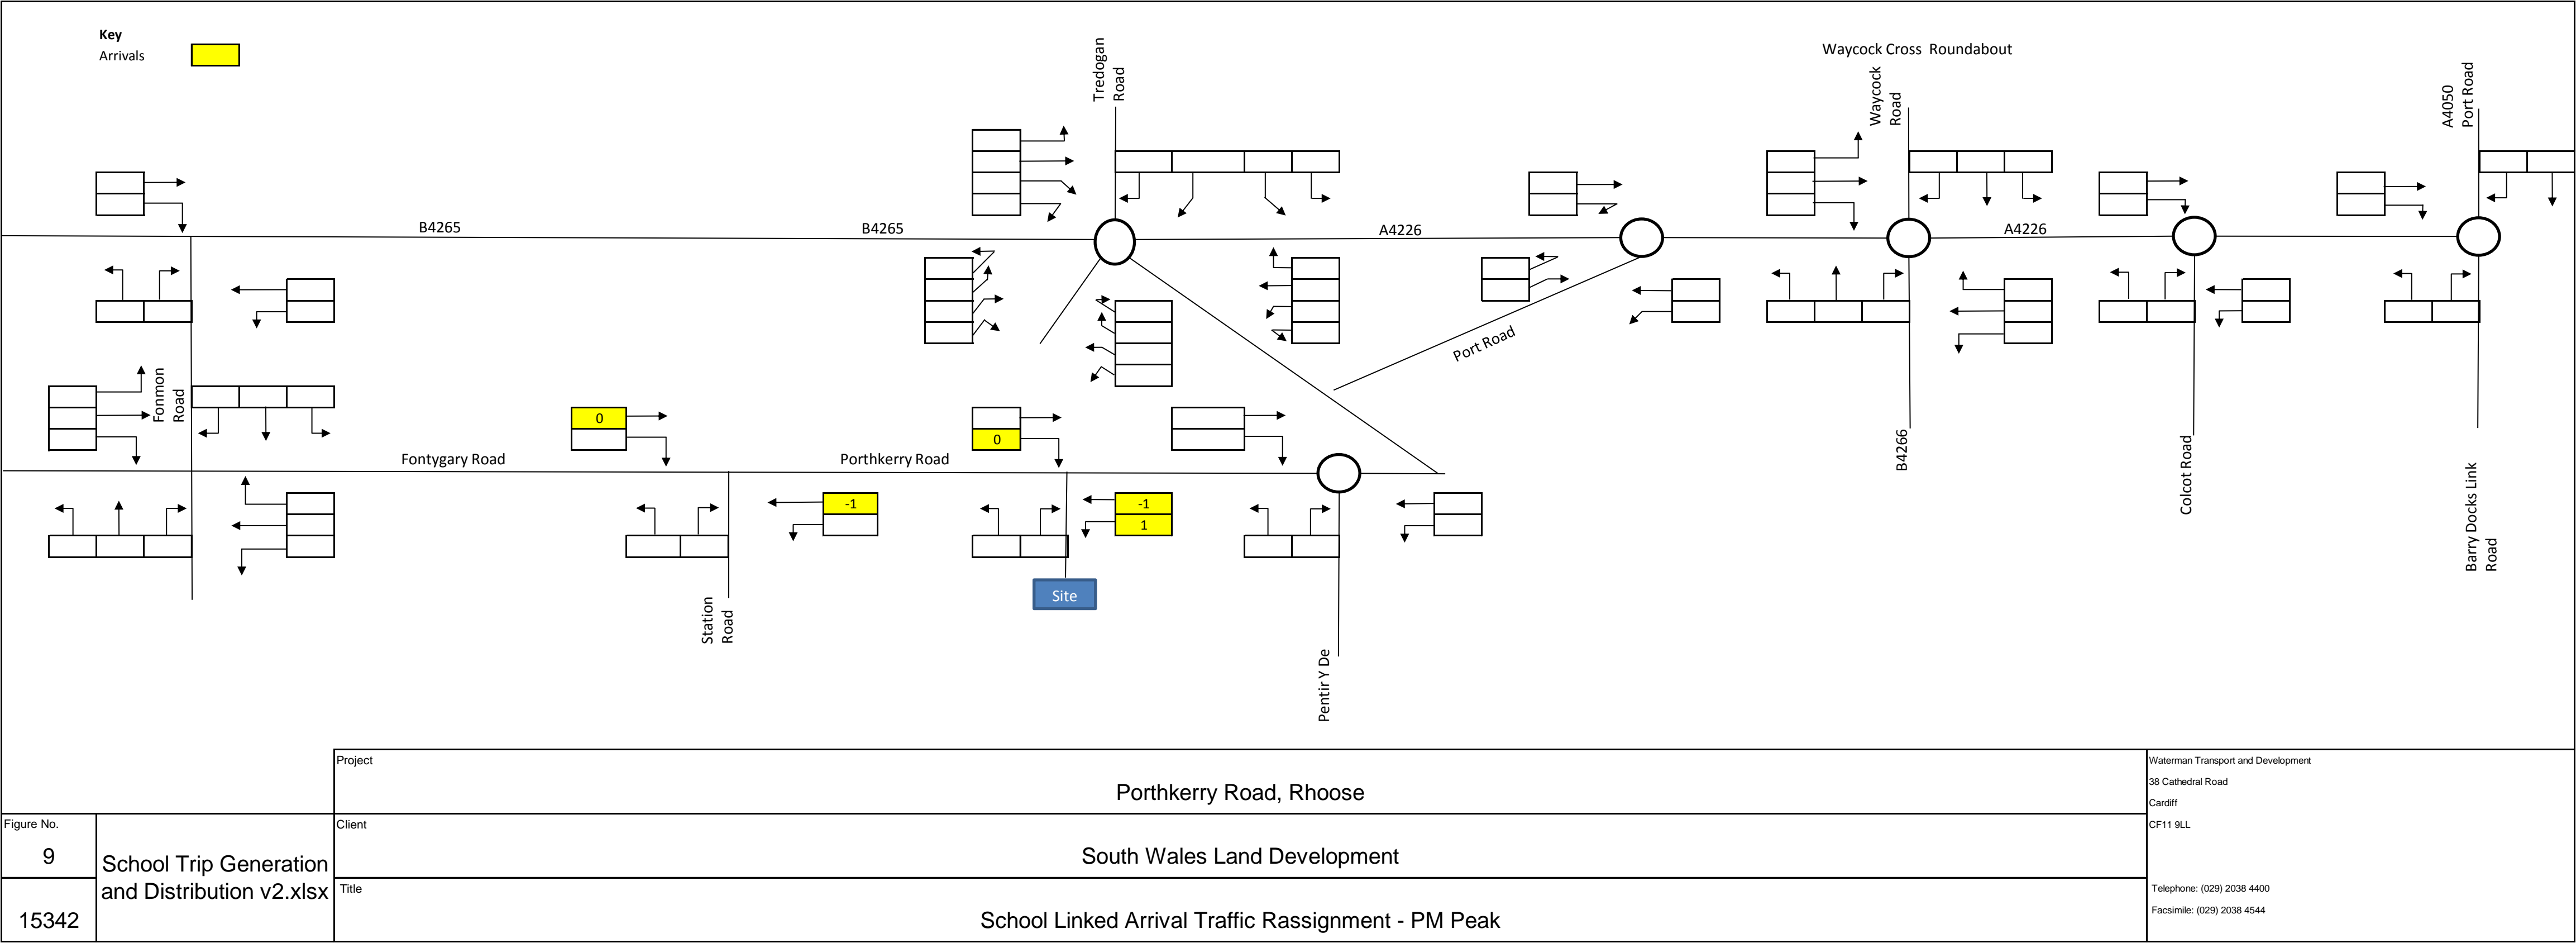 Key
Arrivals
Tredogan
Road
Waycock Cross  Roundabout
Waycock
Road
A4050
Port Road
B4265
B4265
A4226
A4226
Port Road
Fonmon
Road
0
0
Fontygary Road
Porthkerry Road
B4266
Colcot Road
Barry Docks Link
Road
-1
-1
1
Site
Station
Road
Pentir Y De
Project
Porthkerry Road, Rhoose
Waterman Transport and Development
38 Cathedral Road
Cardiff
CF11 9LL
Figure No.
9
School Trip Generation
and Distribution v2.xlsx
Client
South Wales Land Development
15342
Title
School Linked Arrival Traffic Rassignment - PM Peak
Telephone: (029) 2038 4400
Facsimile: (029) 2038 4544